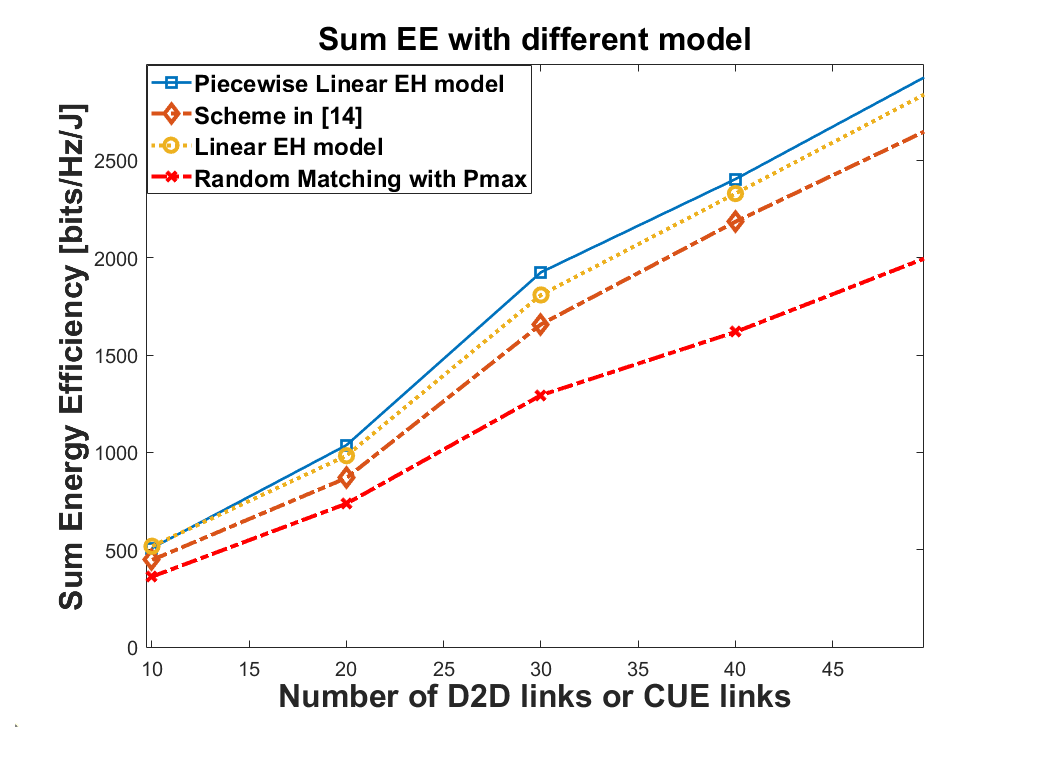 Sum EE with different model
Piecewise Linear EH model
Scheme in [14]
Linear EH model
Random Matching with Pmax
Sum Energy Efficiency [bits/Hz/J]
2500
2000
1500
1000
500
0
10 15 20 25 30 35 40 45
Number of D2D links or CUE links